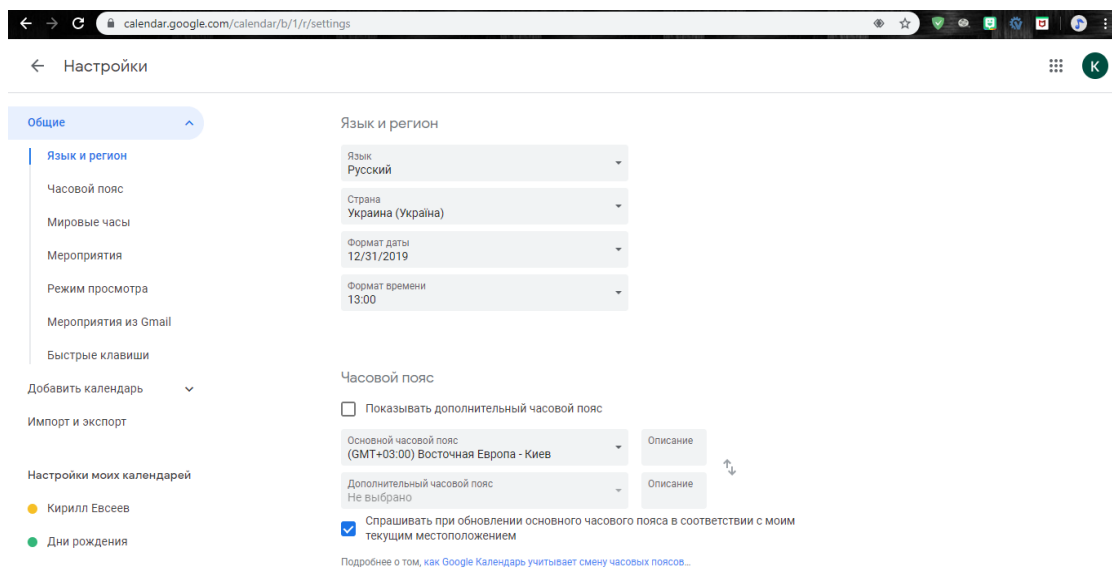 calendar.google.com/calendar/b/1/r/settings
Настройки
K
Общие
Язык и регион
Часовой пояс
Мировые часы
Мероприятия
Режим просмотра
Мероприятия из Gmail
Быстрые клавиши
Добавить календарь
Импорт и экспорт
Настройки моих календарей
Кирилл Евсеев
Дни рождения
Язык и регион
Язык
Русский
Страна
Украина (Україна)
Формат даты
12/31/2019
Формат времени
13:00
Часовой пояс
Показывать дополнительный часовой пояс
Основной часовой пояс
(GMT+03:00) Восточная Европа - Киев
Описание
Дополнительный часовой пояс
Не выбрано
Описание
Спрашивать при обновлении основного часового пояса в соответствии с моим
текущим местоположением
Подробнее о том, как Google Календарь учитывает смену часовых поясов…